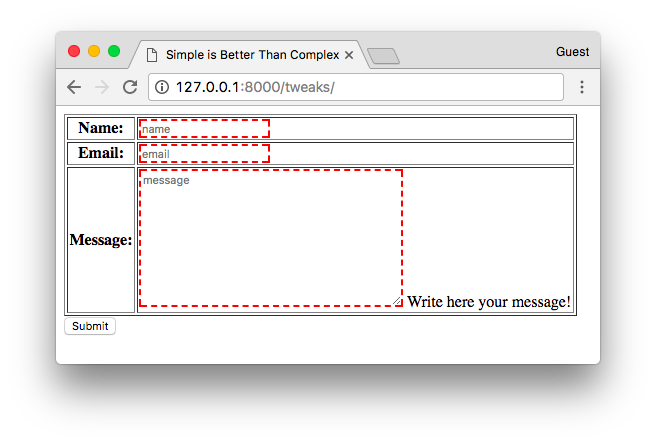 Simple is Better Than Complex
Guest
127.0.0.1:8000/tweaks/
Name:
name
Email:
email
Message:
message
Write here your message!
Submit